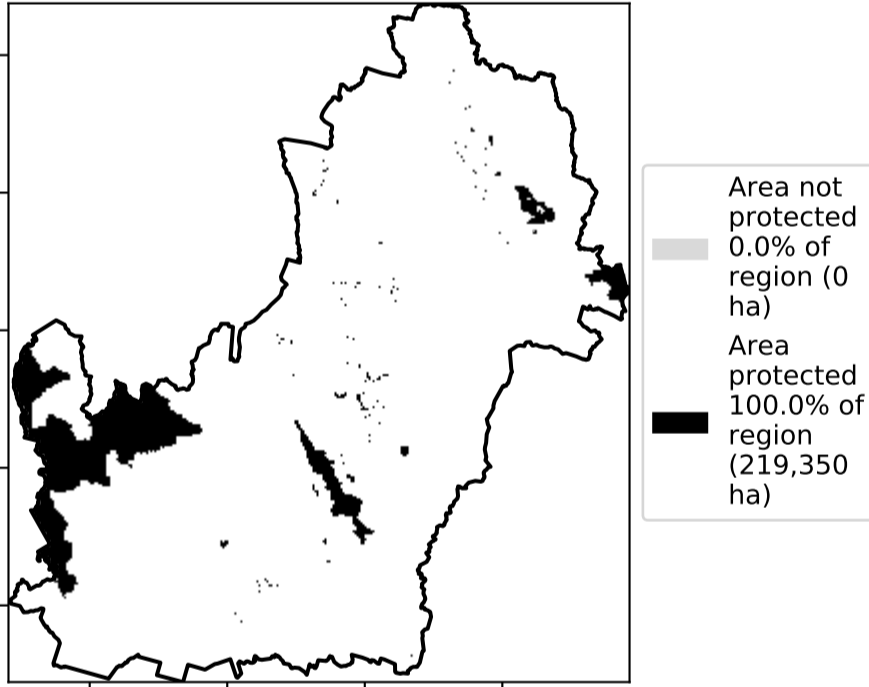 Area not
protected
0.0% of
region (0
ha)
Area
protected
100.0% of
region
(219,350
ha)